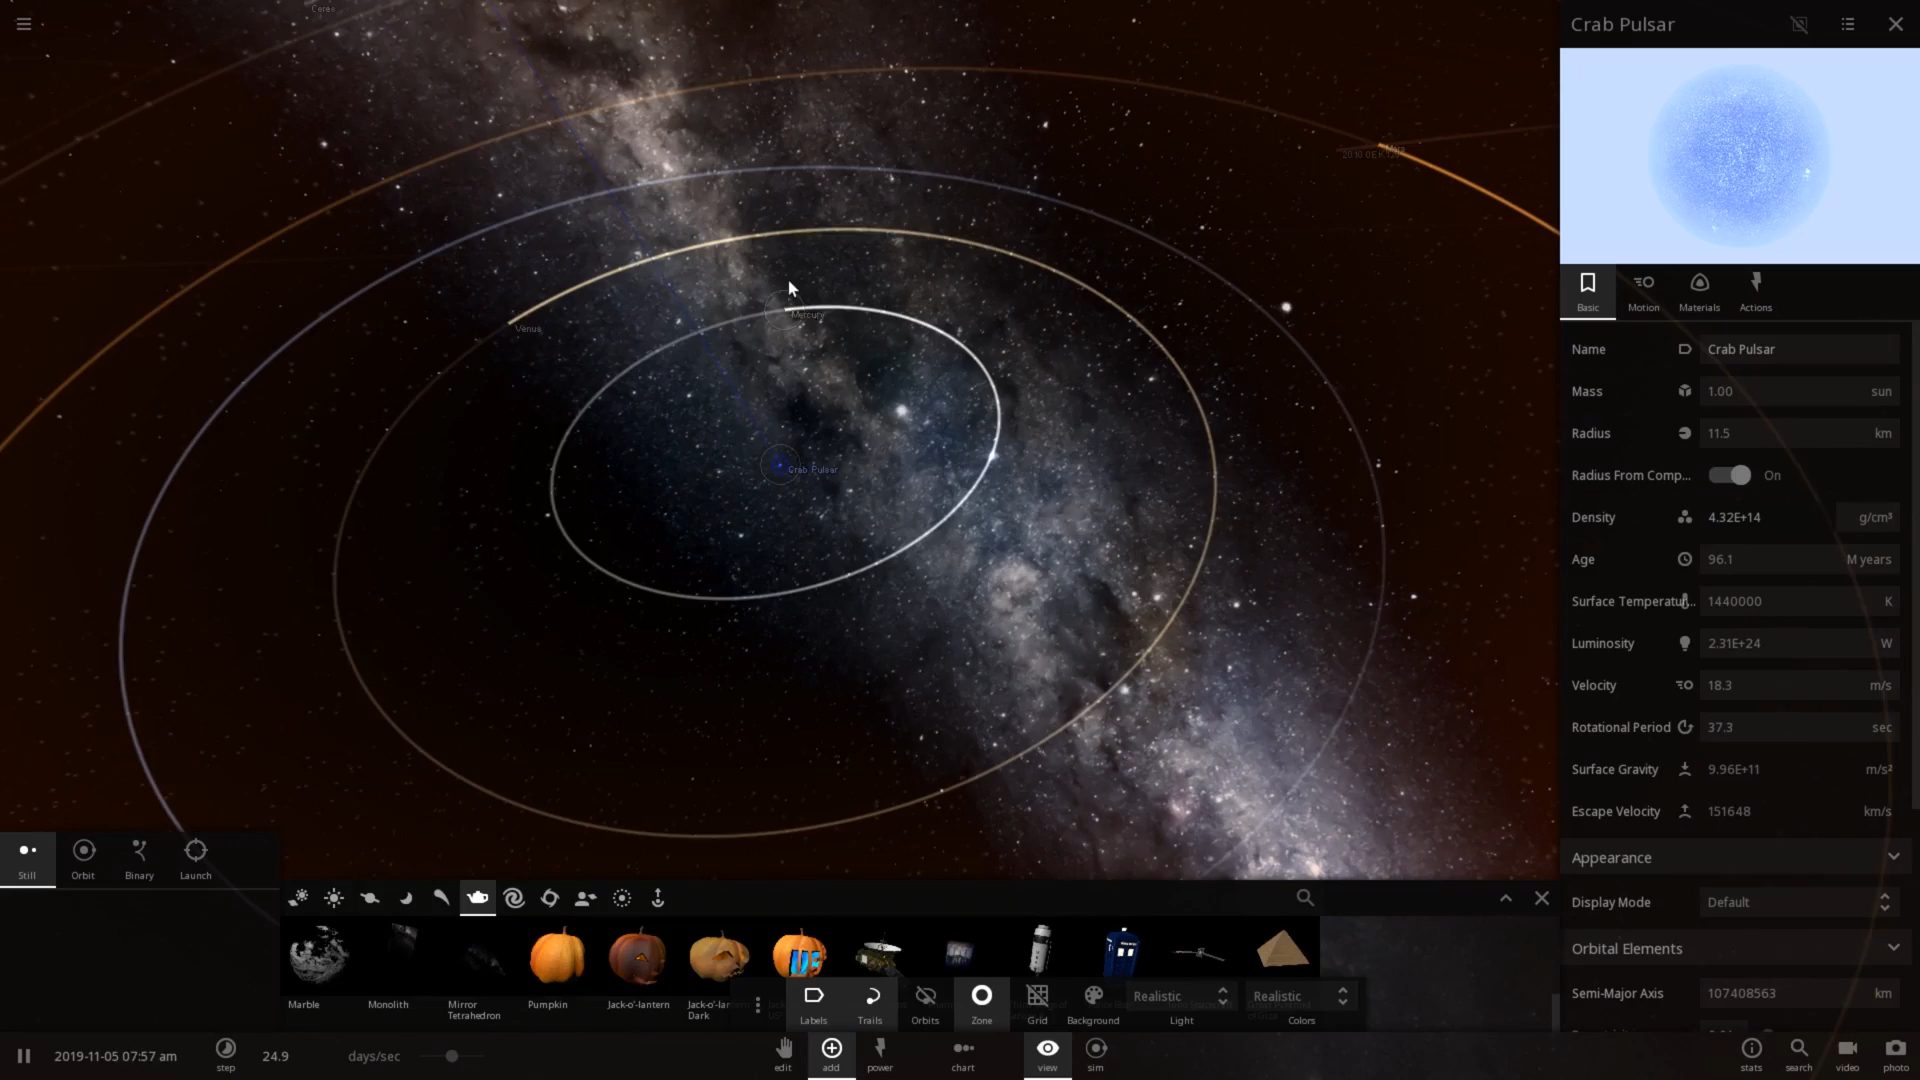 Ceres
Crab Pulsar
Mars
Mercury
Venus
Crab Pulsar
Basic
Motion
Materials
Actions
Name
Crab Pulsar
Mass
1.00
sun
Radius
11.5
km
Radius From Comp...
On
Density
4.32E+14
g/cm³
Age
96.1
M years
Surface Temperatu...
1440000
K
Luminosity
2.31E+24
W
Velocity
18.3
m/s
Rotational Period
37.3
sec
Surface Gravity
9.96E+11
m/s²
Escape Velocity
151648
km/s
Appearance
Display Mode
Default
Orbital Elements
Semi-Major Axis
107408563
km
Still
Orbit
Binary
Launch
Marble
Monolith
Mirror
Tetrahedron
Pumpkin
Jack-o'-lantern
Jack-o'-lan
Dark
Labels
Trails
Orbits
Zone
Grid
Background
Realistic
Light
Realistic
Colors
2019-11-05 07:57 am
step
24.9
days/sec
edit
add
power
chart
view
sim
stats
search
video
photo